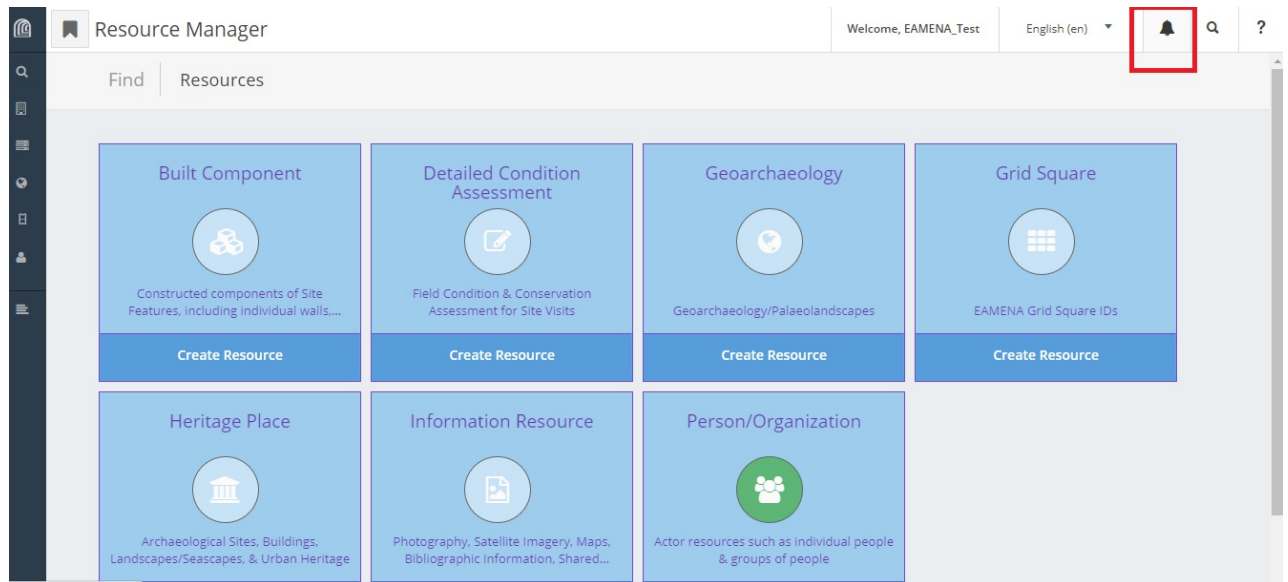 Resource Manager
Welcome, EAMENA_Test
English (en)
?
Find
Resources
Built Component
Constructed components of Site
Features, including individual walls,...
Create Resource
Detailed Condition
Assessment
Field Condition & Conservation
Assessment for Site Visits
Create Resource
Geoarchaeology
Geoarchaeology/Palaeolandscapes
Create Resource
Grid Square
EAMENA Grid Square IDs
Create Resource
Heritage Place
Archaeological Sites, Buildings,
Landscapes/Seascapes, & Urban Heritage
Information Resource
Photography, Satellite Imagery, Maps,
Bibliographic Information, Shared...
Person/Organization
Actor resources such as individual people
& groups of people